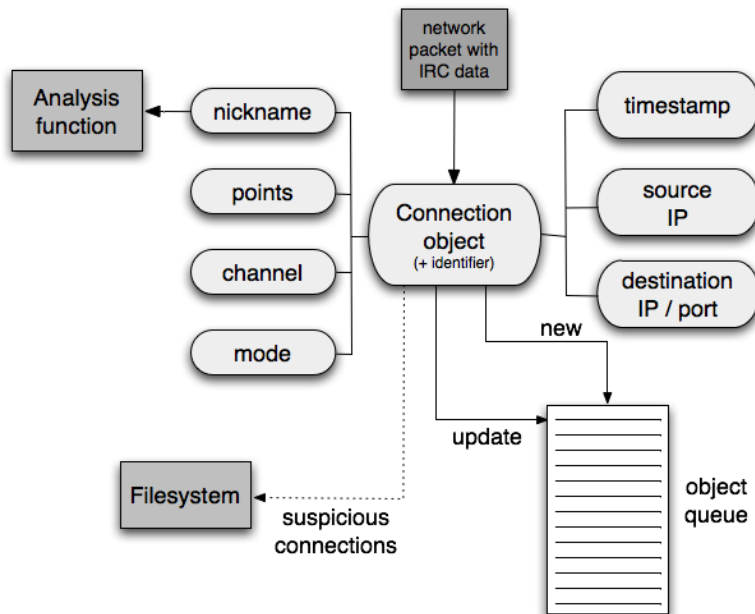 network
packet with
IRC data
Analysis
function
nickname
points
channel
mode
Connection
object
(+ identifier)
timestamp
source
IP
destination
IP / port
new
update
Filesystem
suspicious
connections
object
queue